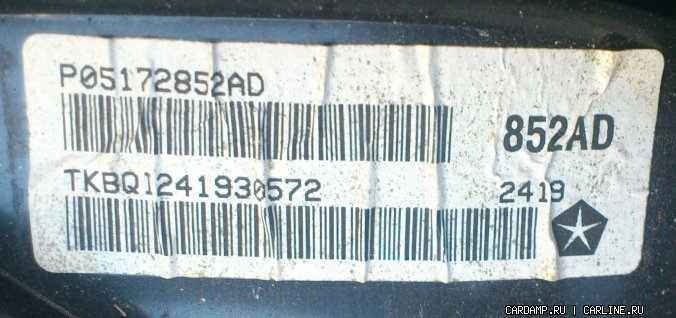 P05172852AD
852AD
TKBQ1241930572
2419
CARDAMP.RU | CARLINE.RU